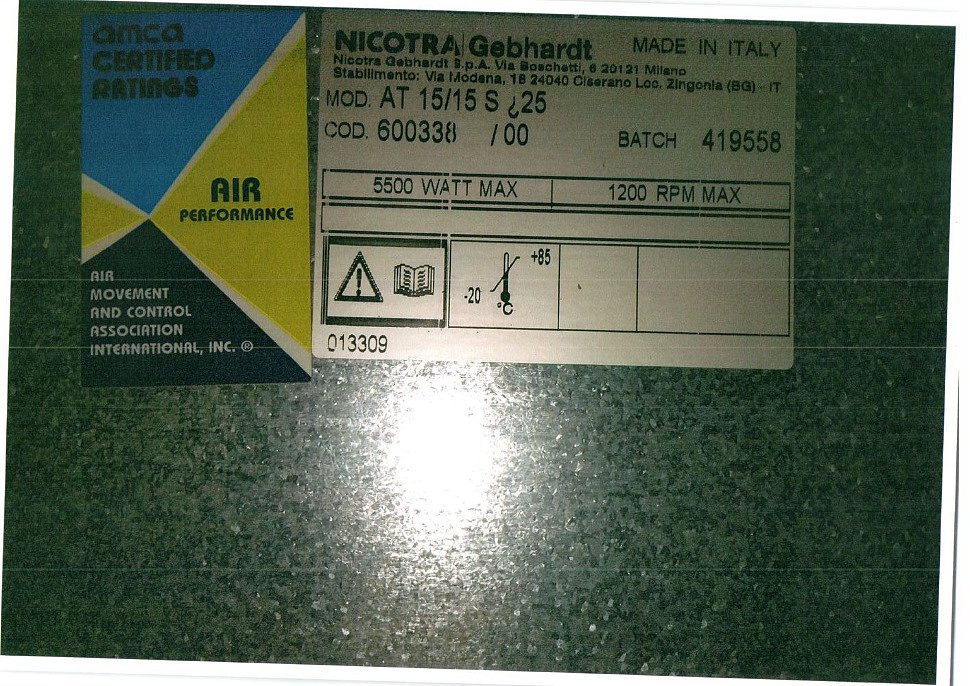 amca
CERTIFIED
RATINGS
AIR
PERFORMANCE
AIR
MOVEMENT
AND CONTROL
ASSOCIATION
INTERNATIONAL, INC. ®
NICOTRA Gebhardt MADE IN ITALY
Nicotra Gebhardt S.p.A. Via Boschetti, 6 20121 Milano
Stabilimento: Via Modena, 18 24040 Ciserano Loc. Zingonia (BG) - IT
MOD. AT 15/15 S ¿25
COD. 600338 /00 BATCH 419558
5500 WATT MAX 1200 RPM MAX
+85
-20
°C
013309